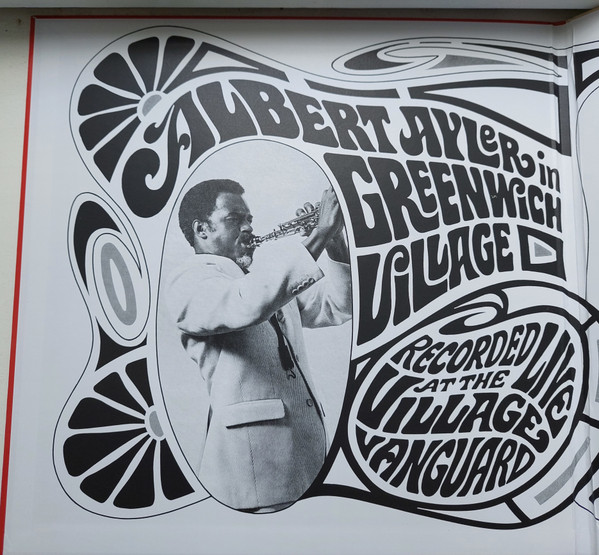 ALBERT AYLER in
GREENWICH
VILLAGE
RECORDED LIVE
AT THE
VILLAGE
VANGUARD